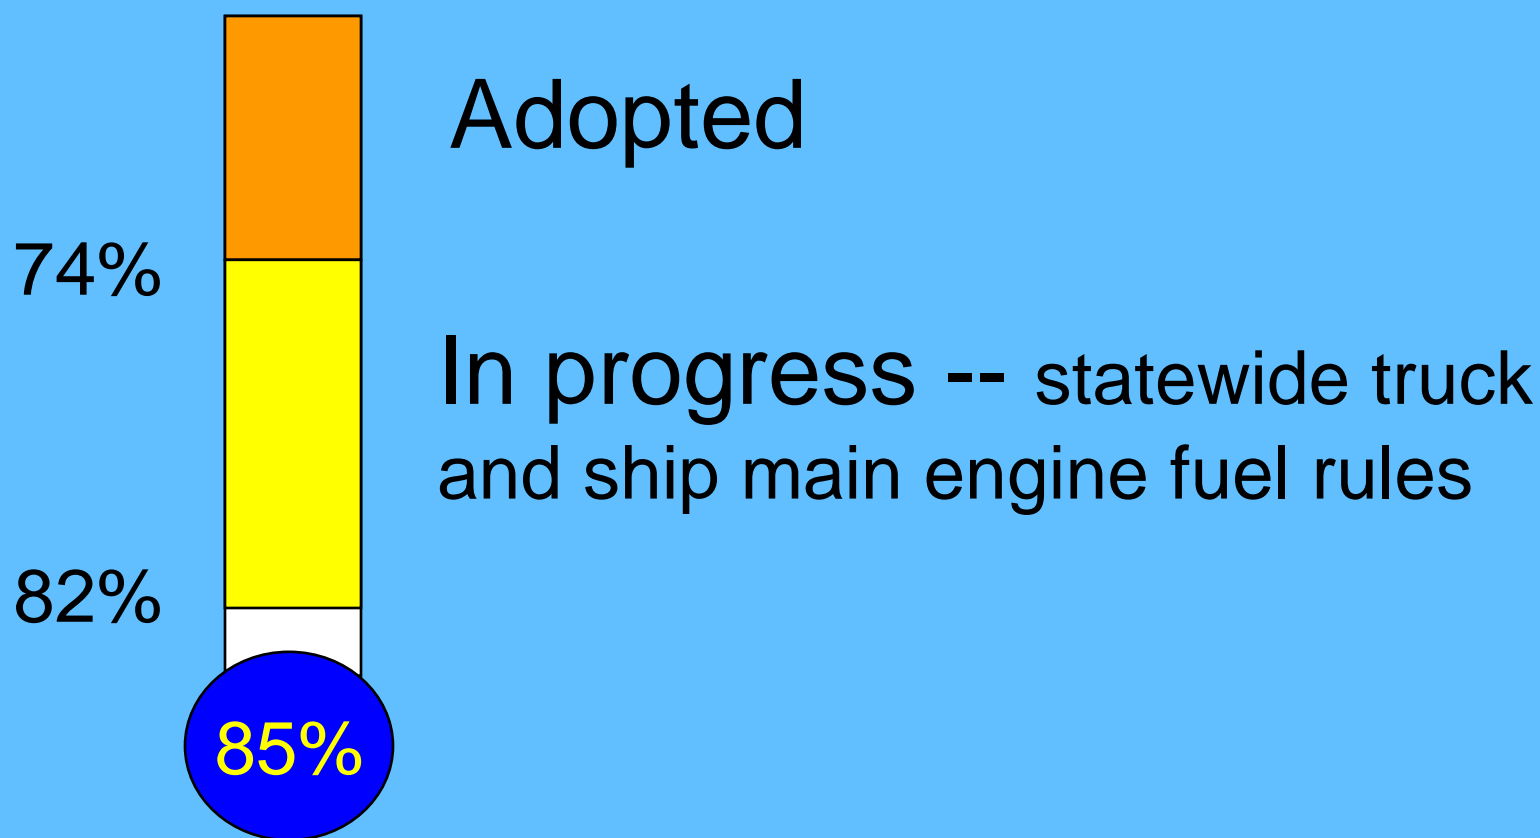 Adopted
74%
In progress -- statewide truck
and ship main engine fuel rules
82%
85%